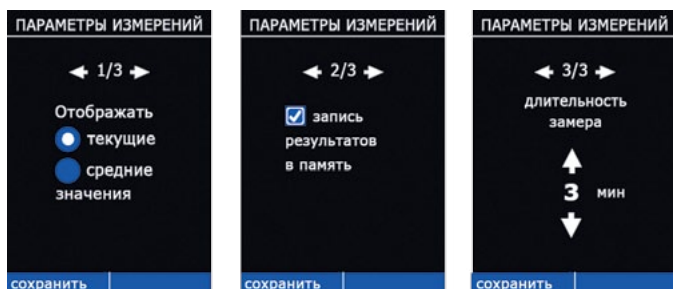 ПАРАМЕТРЫ ИЗМЕРЕНИЙ
1/3
Отображать
текущие
средние
значения
сохранить
ПАРАМЕТРЫ ИЗМЕРЕНИЙ
2/3
запись
результатов
в память
сохранить
ПАРАМЕТРЫ ИЗМЕРЕНИЙ
3/3
длительность
замера
3 мин
сохранить